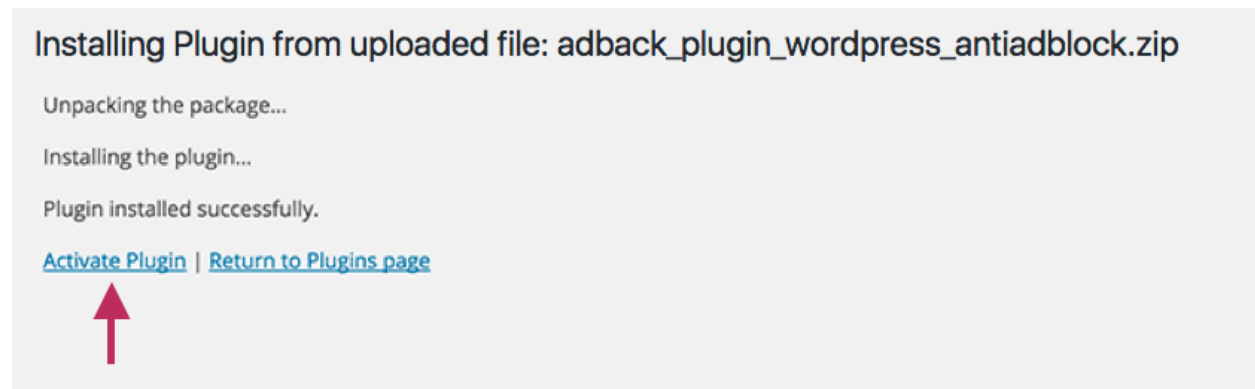 Installing Plugin from uploaded file: adback_plugin_wordpress_antiadblock.zip
Unpacking the package...
Installing the plugin...
Plugin installed successfully.
Activate Plugin | Return to Plugins page